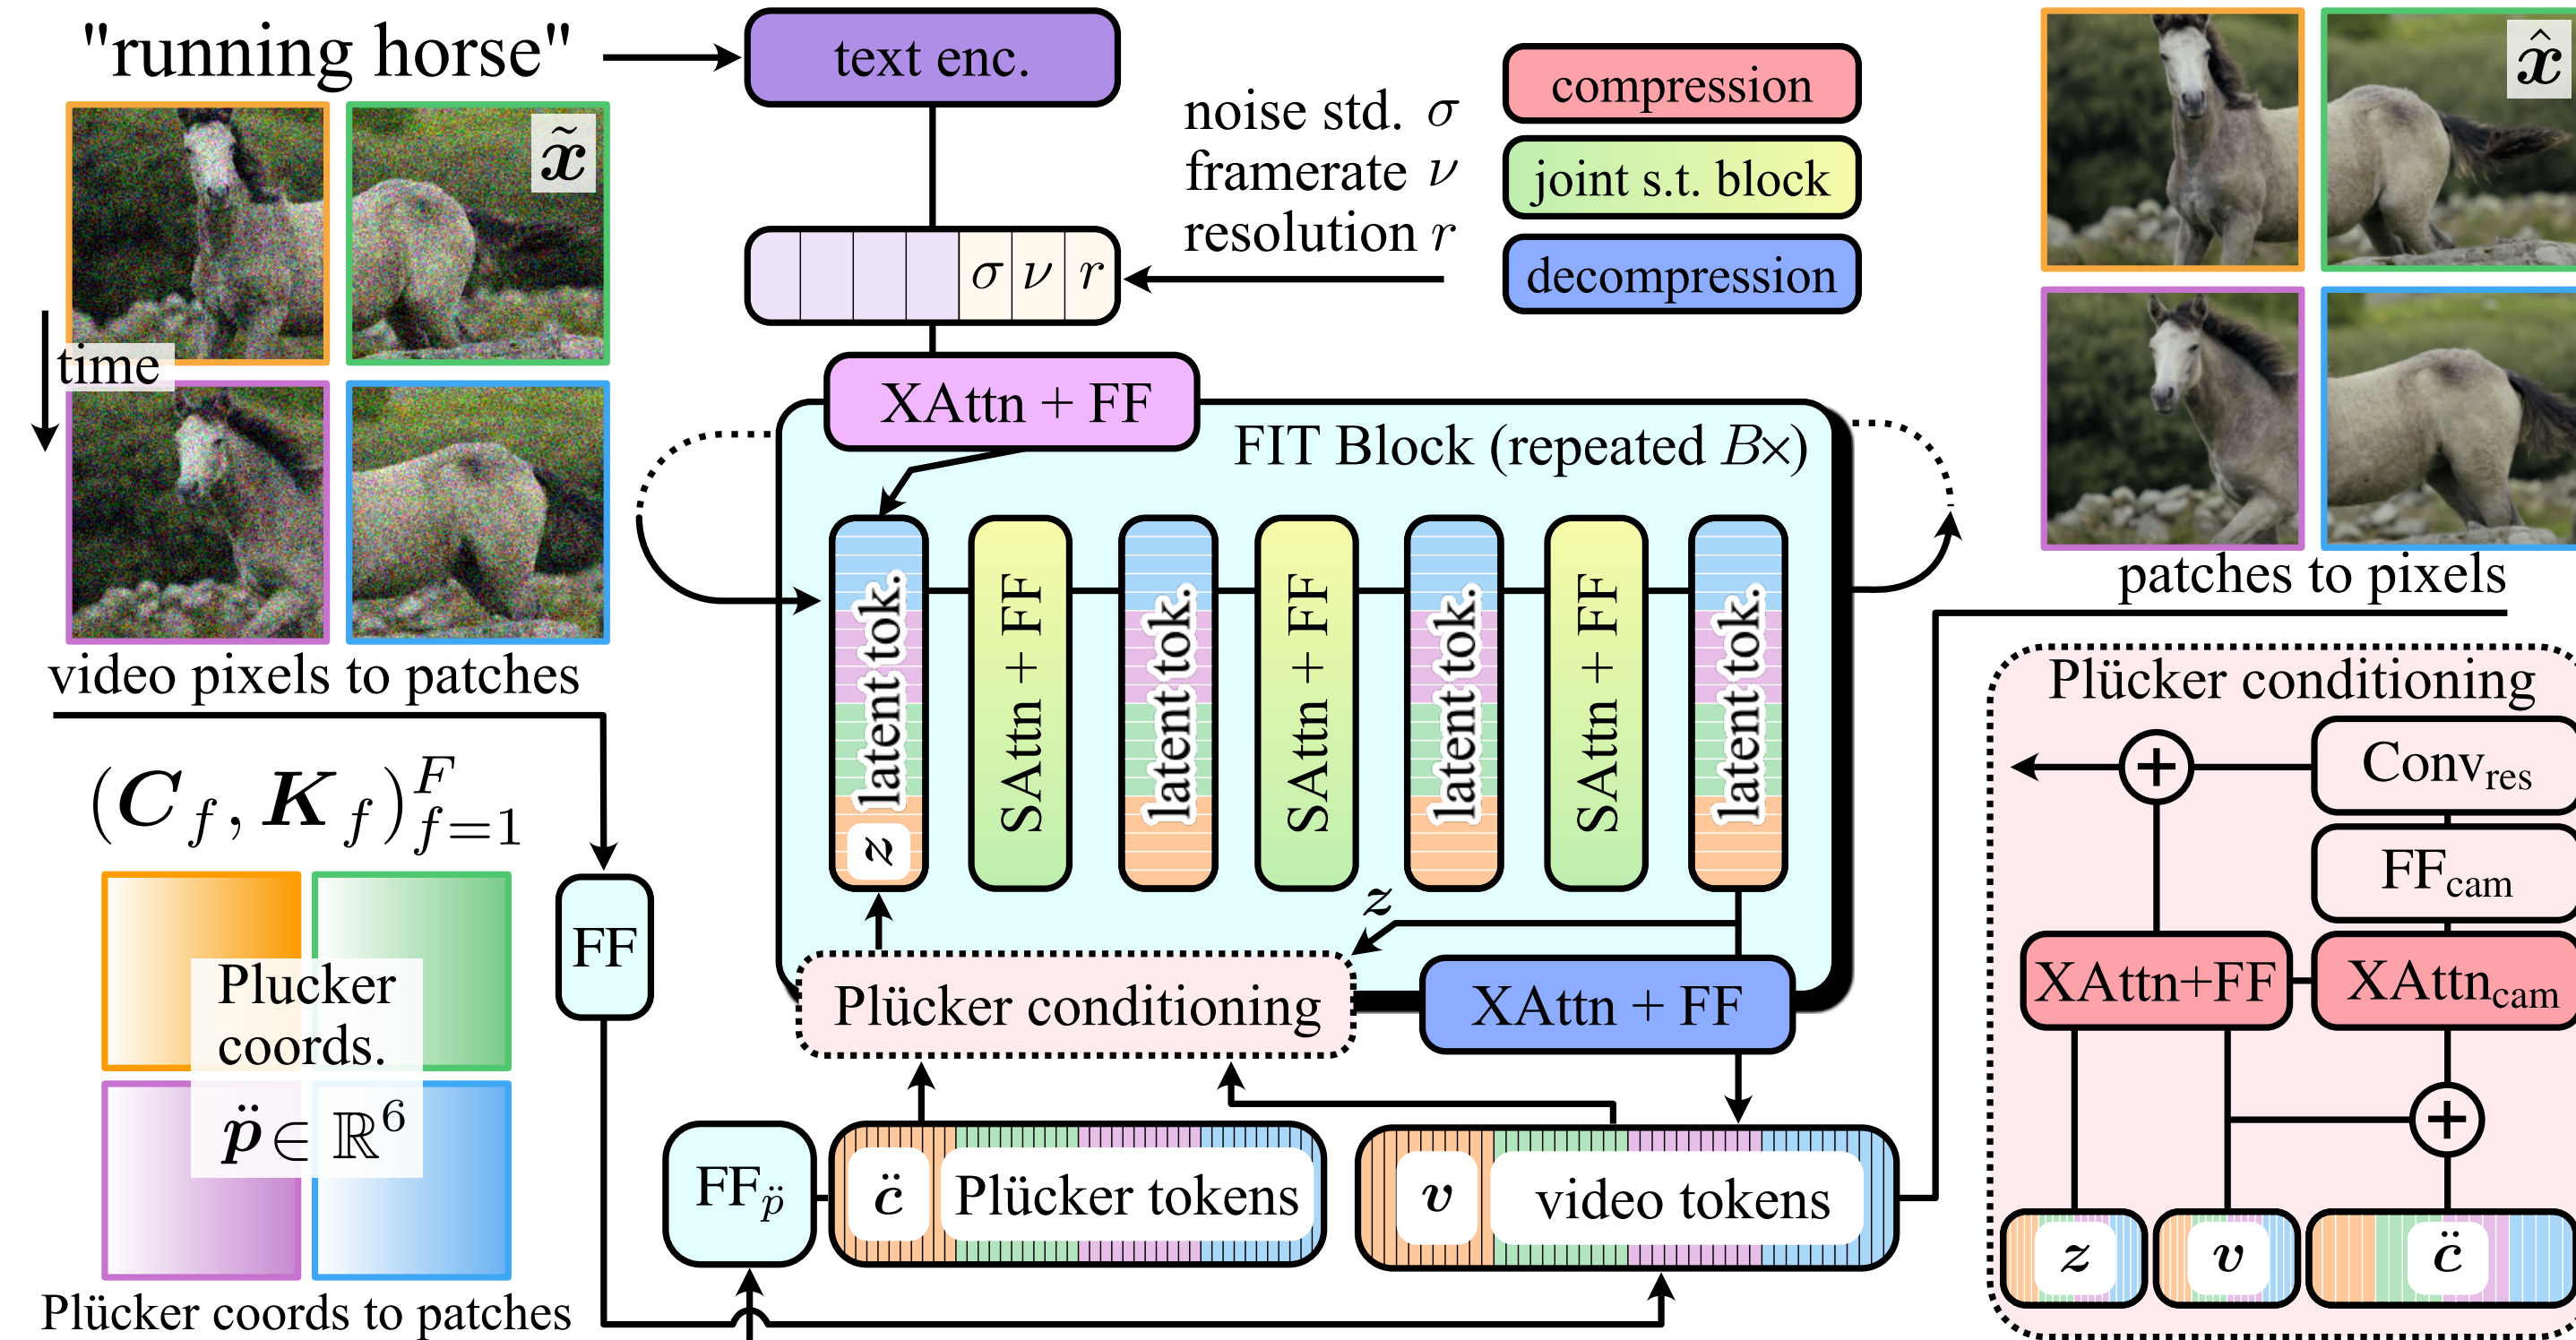 "running horse"
x̃
time
video pixels to patches
(C_f, K_f)_{f=1}^F
Plucker
coords.
p̈ ∈ ℝ⁶
Plücker coords to patches
FF
text enc.
noise std. σ
framerate ν
resolution r
σ ν r
compression
joint s.t. block
decompression
XAttn + FF
FIT Block (repeated B×)
z latent tok.
SAttn + FF
latent tok.
SAttn + FF
latent tok.
SAttn + FF
latent tok.
z
Plücker conditioning
XAttn + FF
FF_p̈
c̈ Plücker tokens
v video tokens
x̂
patches to pixels
Plücker conditioning
+
Conv_res
FF_cam
XAttn+FF
XAttn_cam
+
z
v
c̈